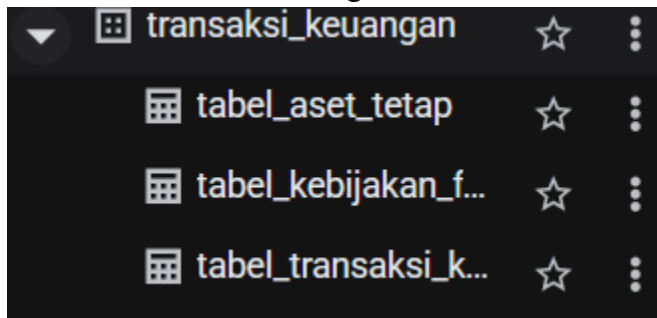 transaksi_keuangan
tabel_aset_tetap
tabel_kebijakan_f...
tabel_transaksi_k...